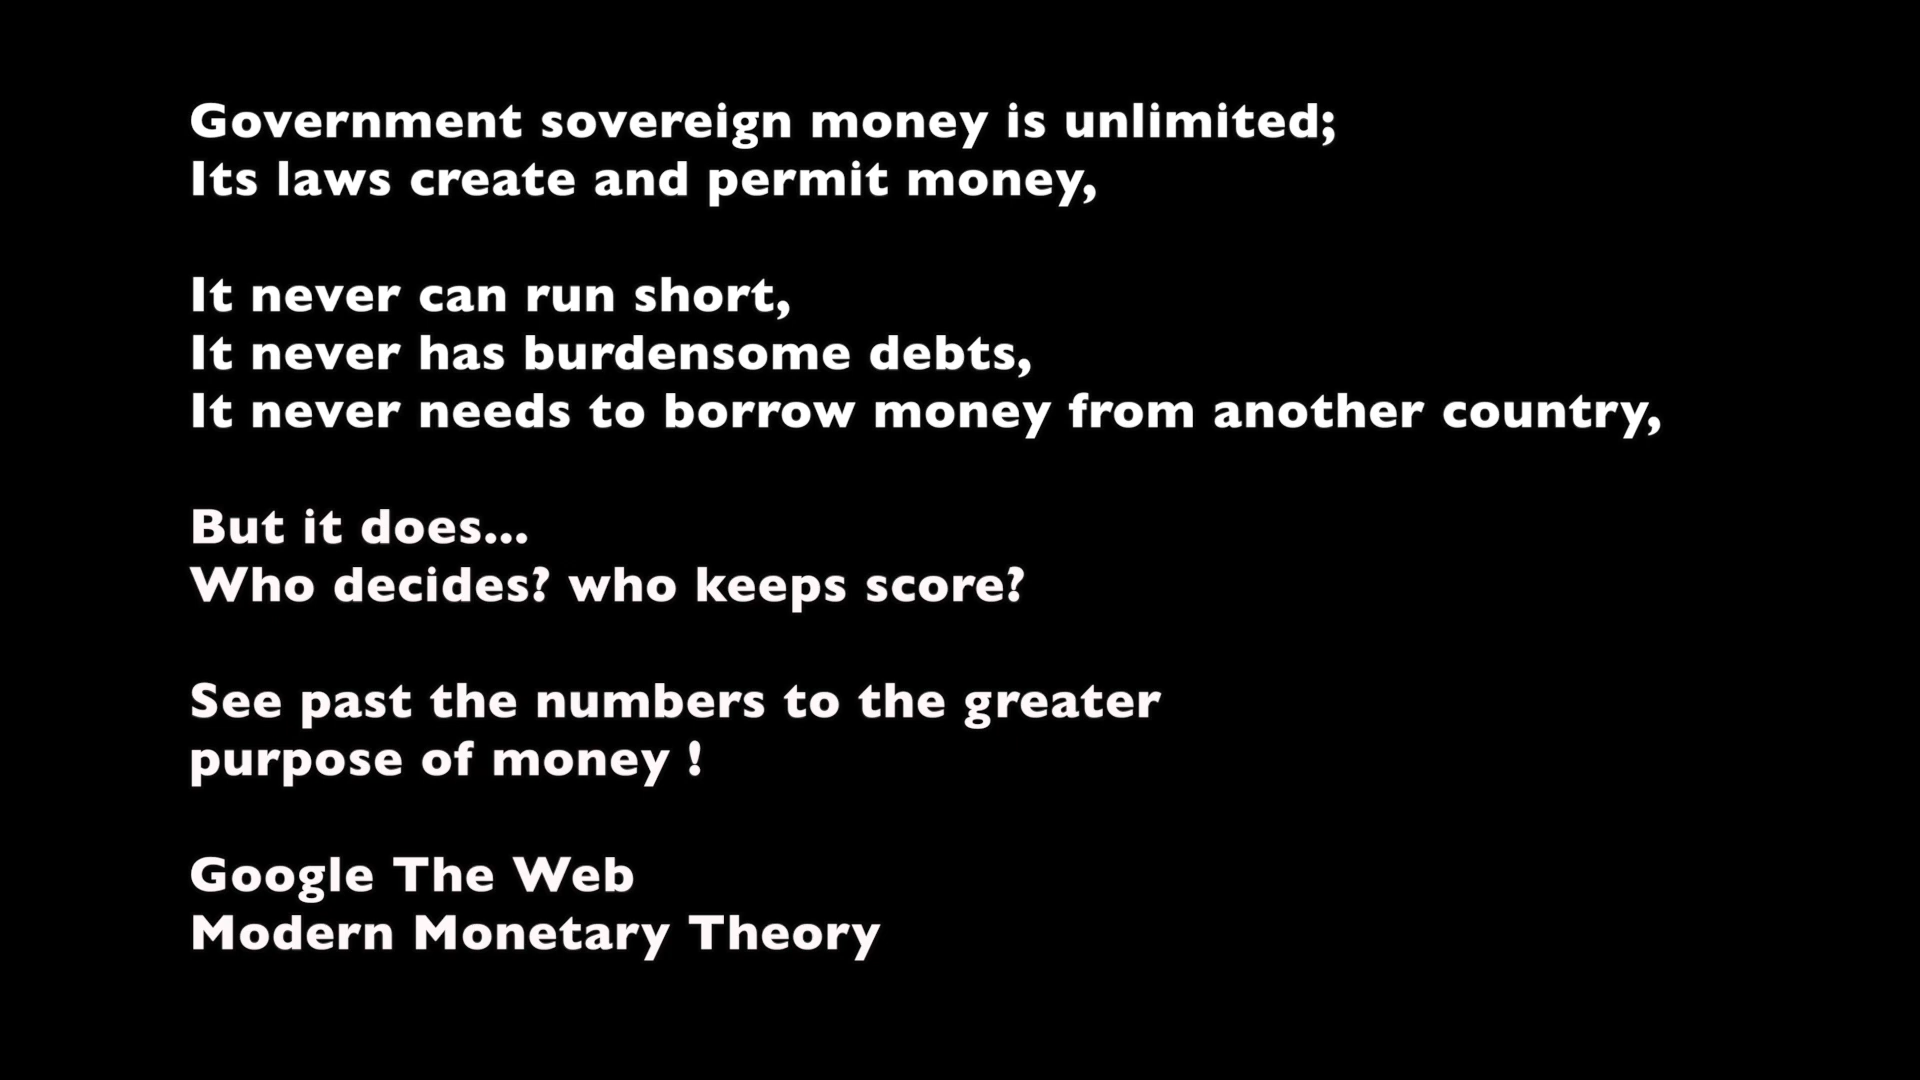 Government sovereign money is unlimited;
Its laws create and permit money,
It never can run short,
It never has burdensome debts,
It never needs to borrow money from another country,
But it does...
Who decides? who keeps score?
See past the numbers to the greater
purpose of money !
Google The Web
Modern Monetary Theory